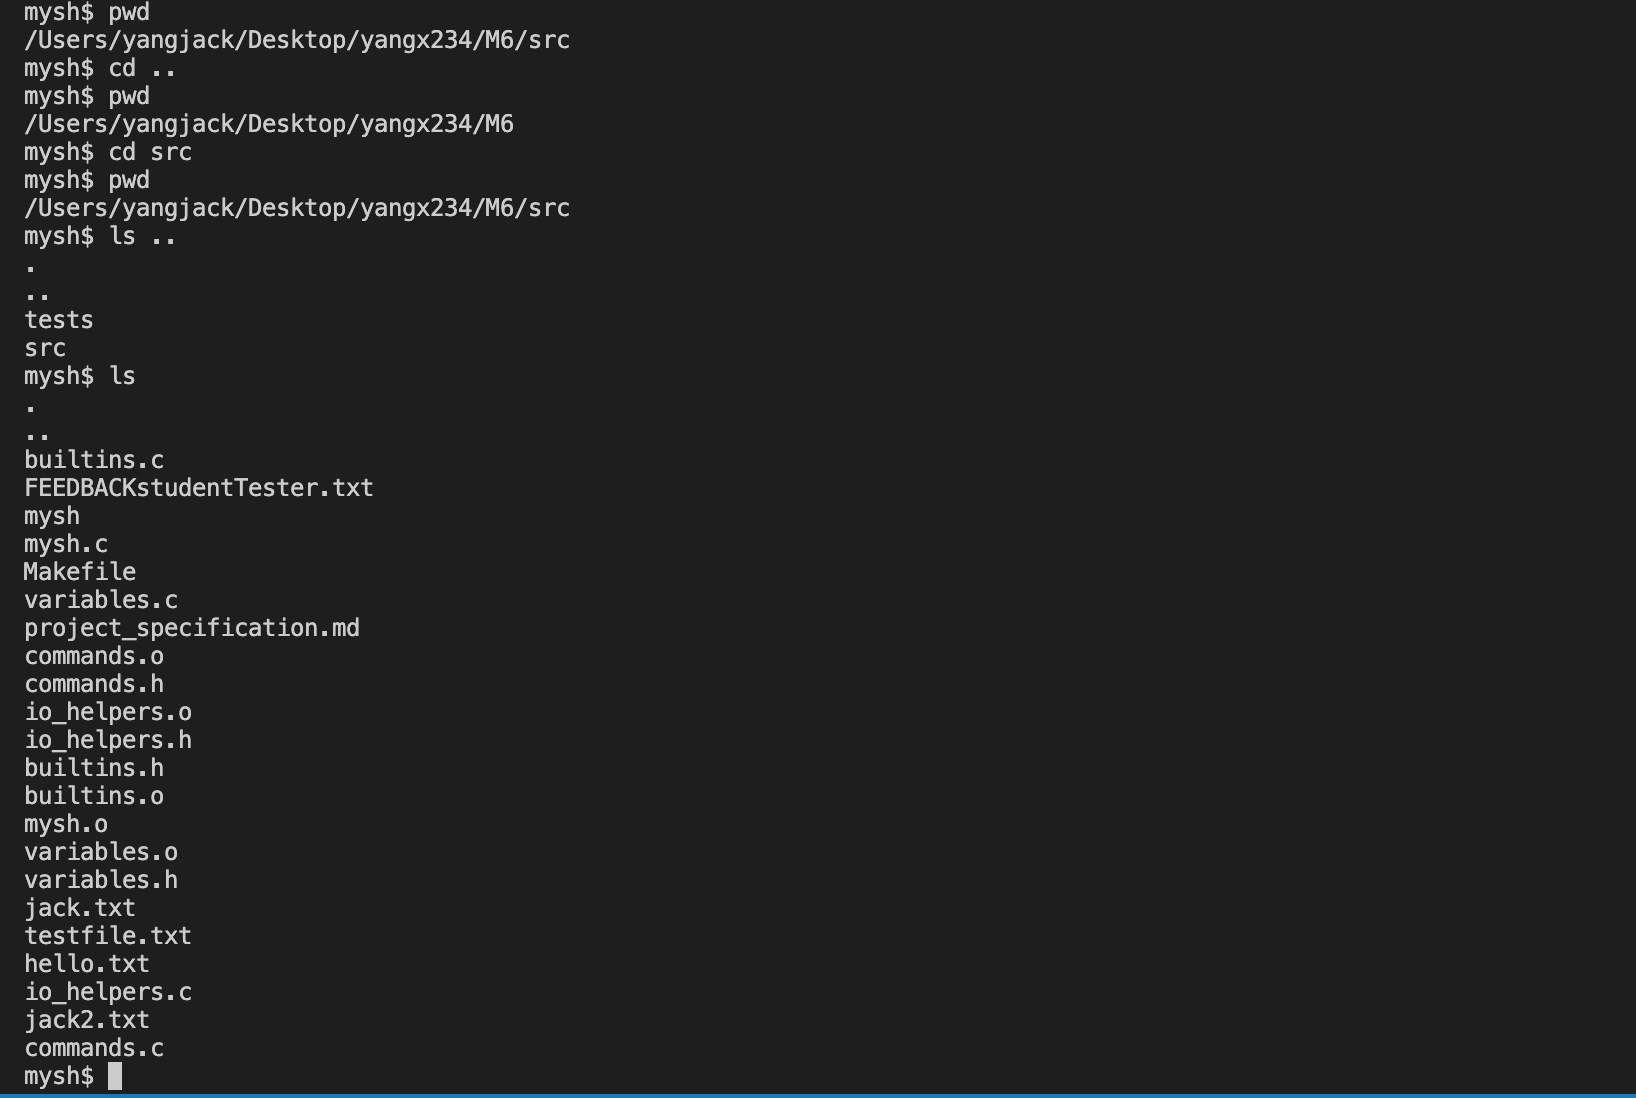 mysh$ pwd
/Users/yangjack/Desktop/yangx234/M6/src
mysh$ cd ..
mysh$ pwd
/Users/yangjack/Desktop/yangx234/M6
mysh$ cd src
mysh$ pwd
/Users/yangjack/Desktop/yangx234/M6/src
mysh$ ls ..
.
..
tests
src
mysh$ ls
.
..
builtins.c
FEEDBACKstudentTester.txt
mysh
mysh.c
Makefile
variables.c
project_specification.md
commands.o
commands.h
io_helpers.o
io_helpers.h
builtins.h
builtins.o
mysh.o
variables.o
variables.h
jack.txt
testfile.txt
hello.txt
io_helpers.c
jack2.txt
commands.c
mysh$